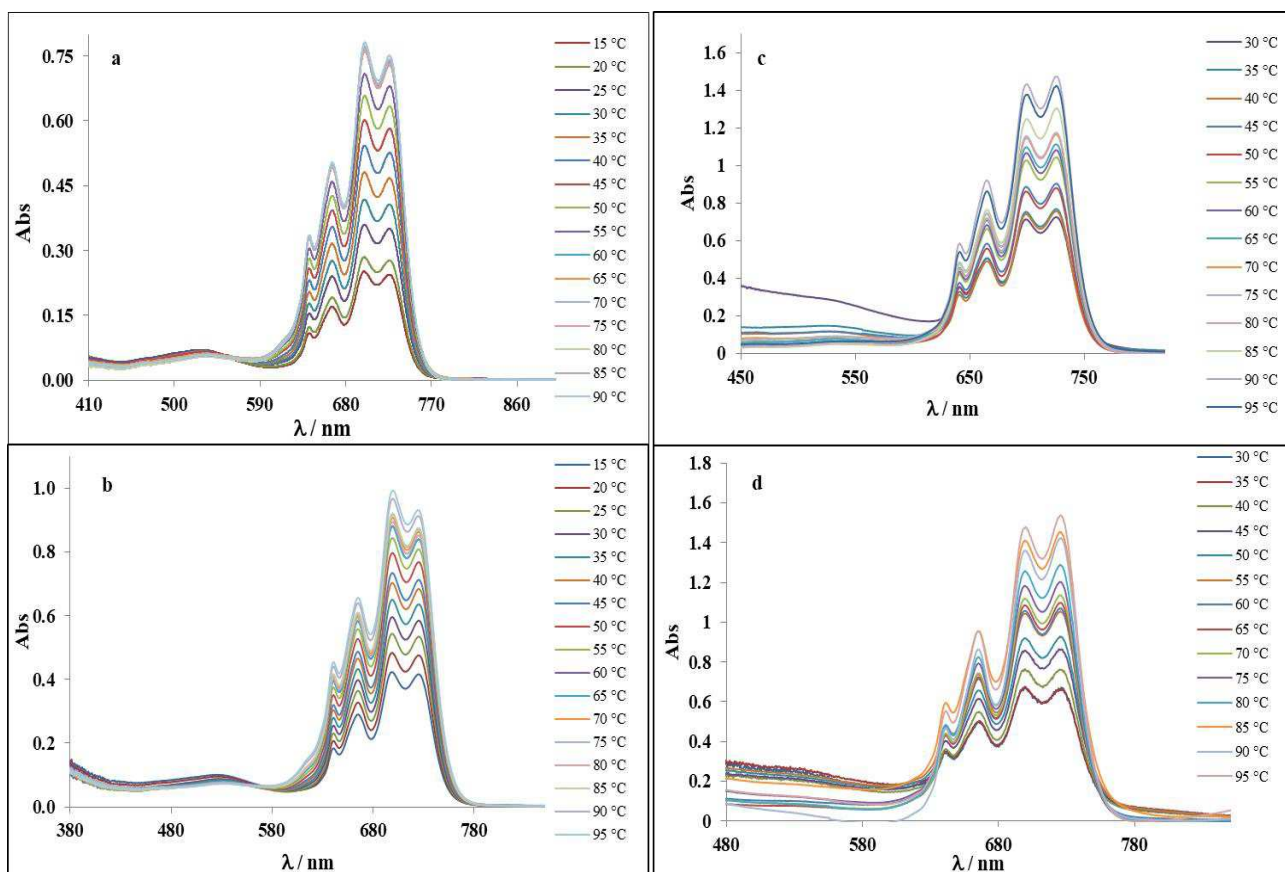 a
Abs
0.75
0.60
0.45
0.30
0.15
0.00
410 500 590 680 770 860
λ / nm
15 °C
20 °C
25 °C
30 °C
35 °C
40 °C
45 °C
50 °C
55 °C
60 °C
65 °C
70 °C
75 °C
80 °C
85 °C
90 °C
c
Abs
1.6
1.4
1.2
1
0.8
0.6
0.4
0.2
0
450 550 650 750
λ / nm
30 °C
35 °C
40 °C
45 °C
50 °C
55 °C
60 °C
65 °C
70 °C
75 °C
80 °C
85 °C
90 °C
95 °C
b
Abs
1.0
0.8
0.6
0.4
0.2
0.0
380 480 580 680 780
λ / nm
15 °C
20 °C
25 °C
30 °C
35 °C
40 °C
45 °C
50 °C
55 °C
60 °C
65 °C
70 °C
75 °C
80 °C
85 °C
90 °C
95 °C
d
Abs
1.8
1.6
1.4
1.2
1
0.8
0.6
0.4
0.2
0
480 580 680 780
λ / nm
30 °C
35 °C
40 °C
45 °C
50 °C
55 °C
60 °C
65 °C
70 °C
75 °C
80 °C
85 °C
90 °C
95 °C